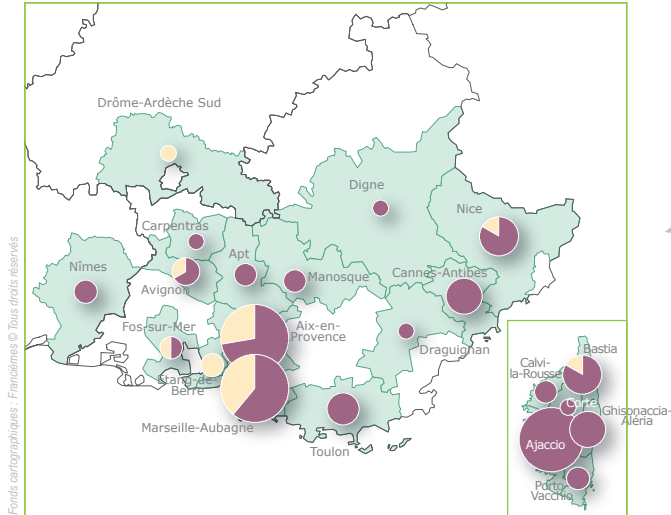 Drôme-Ardèche Sud
Digne
Nice
Carpentras
Apt
Nîmes
Manosque
Cannes-Antibes
Avignon
Fos-sur-Mer
Aix-en-
Provence
Draguignan
Etang-de-
Berre
Marseille-Aubagne
Toulon
Bastia
Calvi-
la-Rousse
Corte
Ghisonaccia-
Aléria
Ajaccio
Porto-
Vacchio
Fonds cartographiques : Francièmes © Tous droits réservés